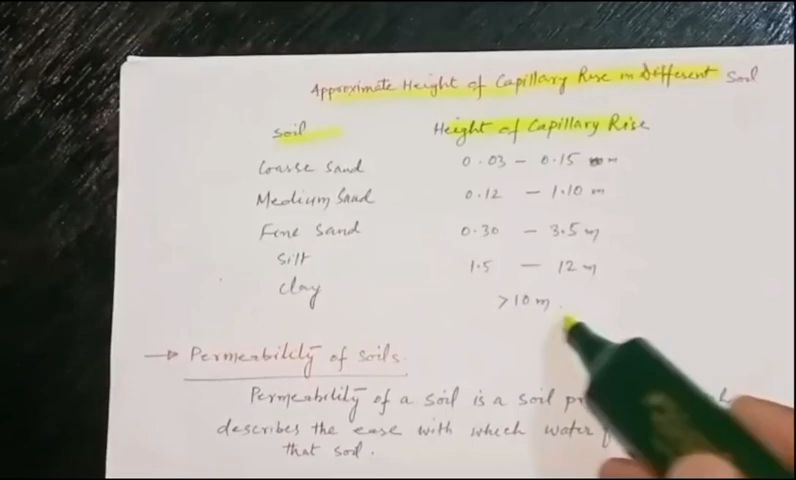 Approximate Height of Capillary Rise in Different Soil
Soil Height of Capillary Rise
Coarse Sand 0.03 – 0.15 m
Medium Sand 0.12 – 1.10 m
Fine Sand 0.30 – 3.5 m
Silt 1.5 – 12 m
Clay >10 m
→ Permeability of soils.
Permeability of a soil is a soil
describes the ease with which water
that soil.